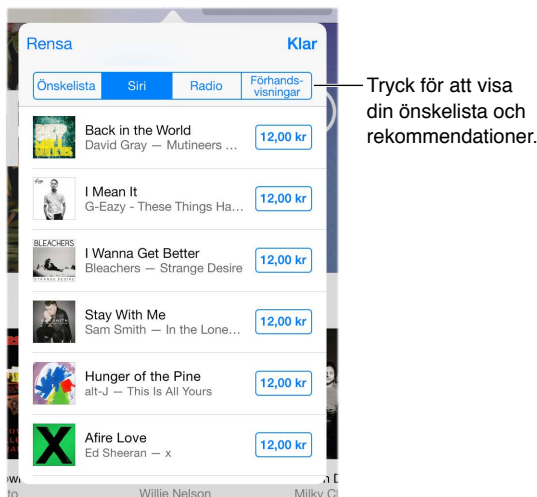 Rensa
Klar
Önskelista
Siri
Radio
Förhands-
visningar
Tryck för att visa
din önskelista och
rekommendationer.
Back in the World
David Gray — Mutineers …
12,00 kr
I Mean It
G-Eazy - These Things Ha…
12,00 kr
BLEACHERS
STRANGE DESIRE
I Wanna Get Better
Bleachers — Strange Desire
12,00 kr
Stay With Me
Sam Smith — In the Lone…
12,00 kr
Hunger of the Pine
alt-J — This Is All Yours
12,00 kr
Afire Love
Ed Sheeran — x
12,00 kr
Willie Nelson